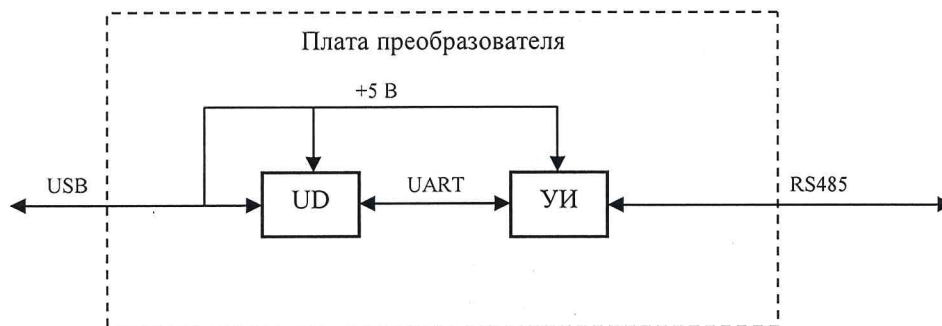 Плата преобразователя
+5 В
USB
UD
UART
УИ
RS485